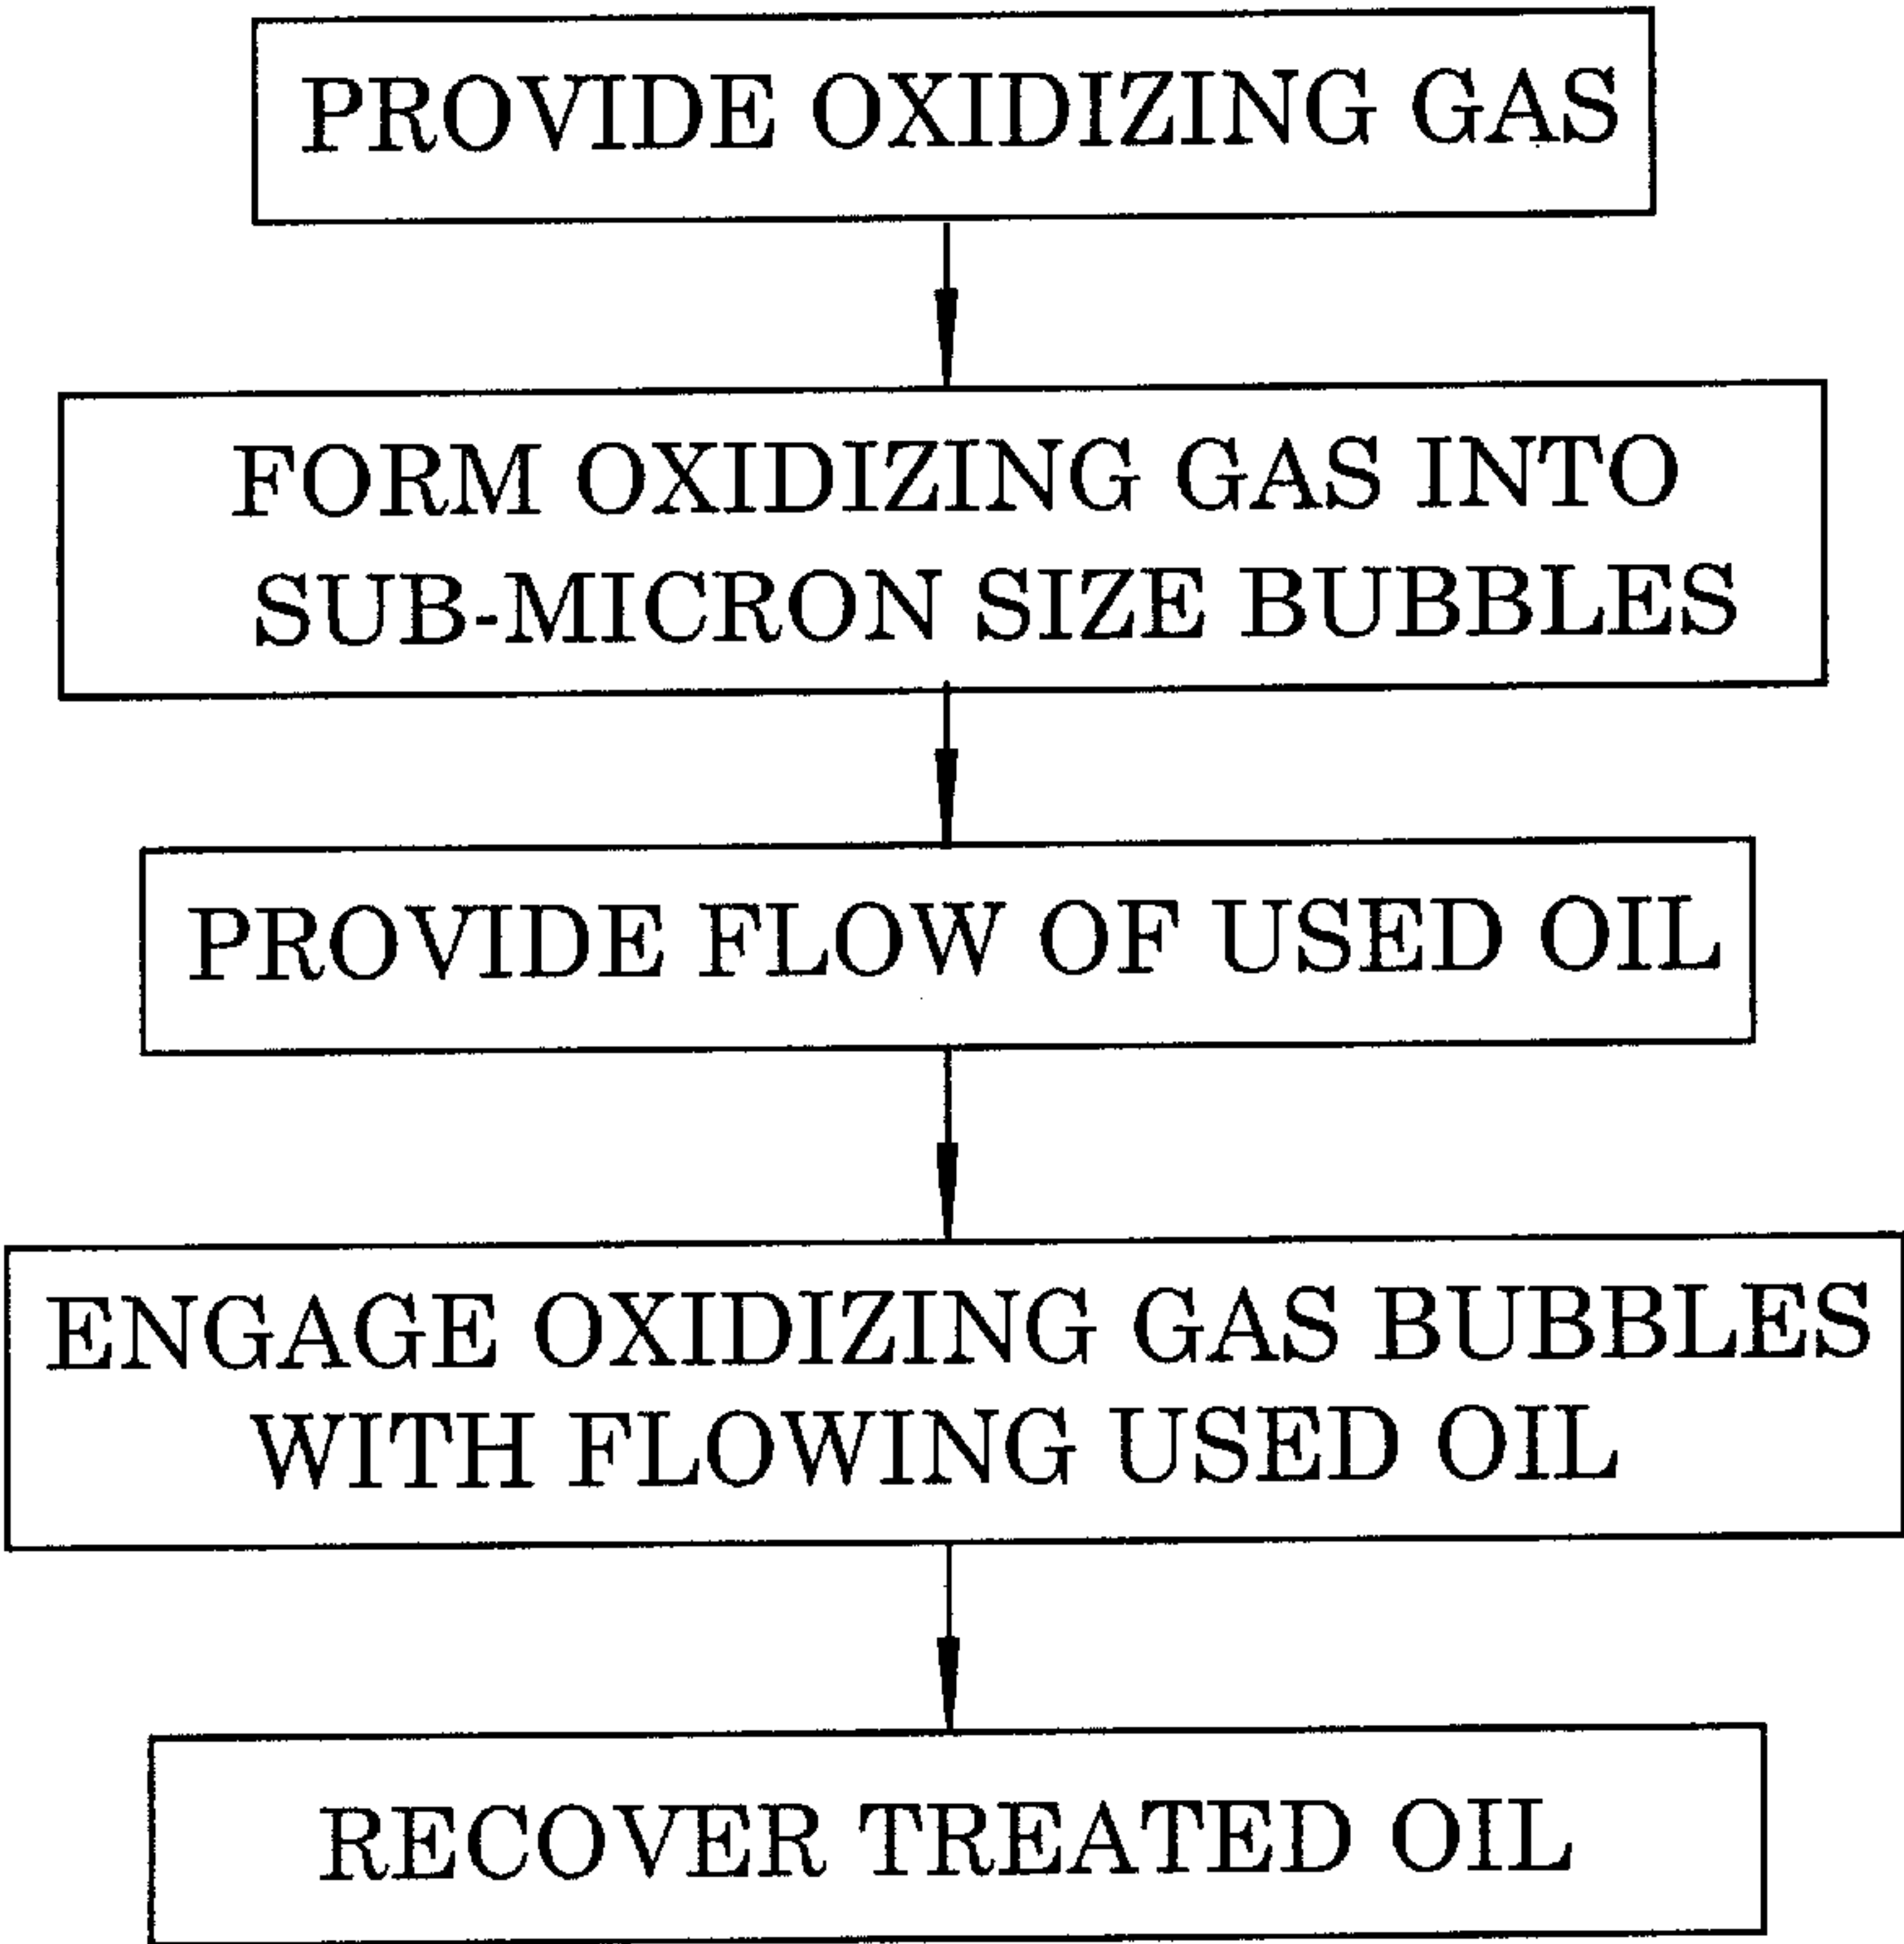 PROVIDE OXIDIZING GAS
FORM OXIDIZING GAS INTO
SUB-MICRON SIZE BUBBLES
PROVIDE FLOW OF USED OIL
ENGAGE OXIDIZING GAS BUBBLES
WITH FLOWING USED OIL
RECOVER TREATED OIL